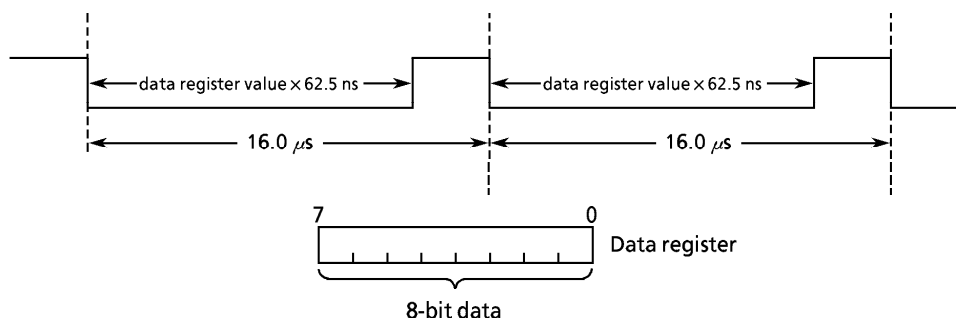 data register value × 62.5 ns
data register value × 62.5 ns
16.0 μs
16.0 μs
7
0
Data register
8-bit data